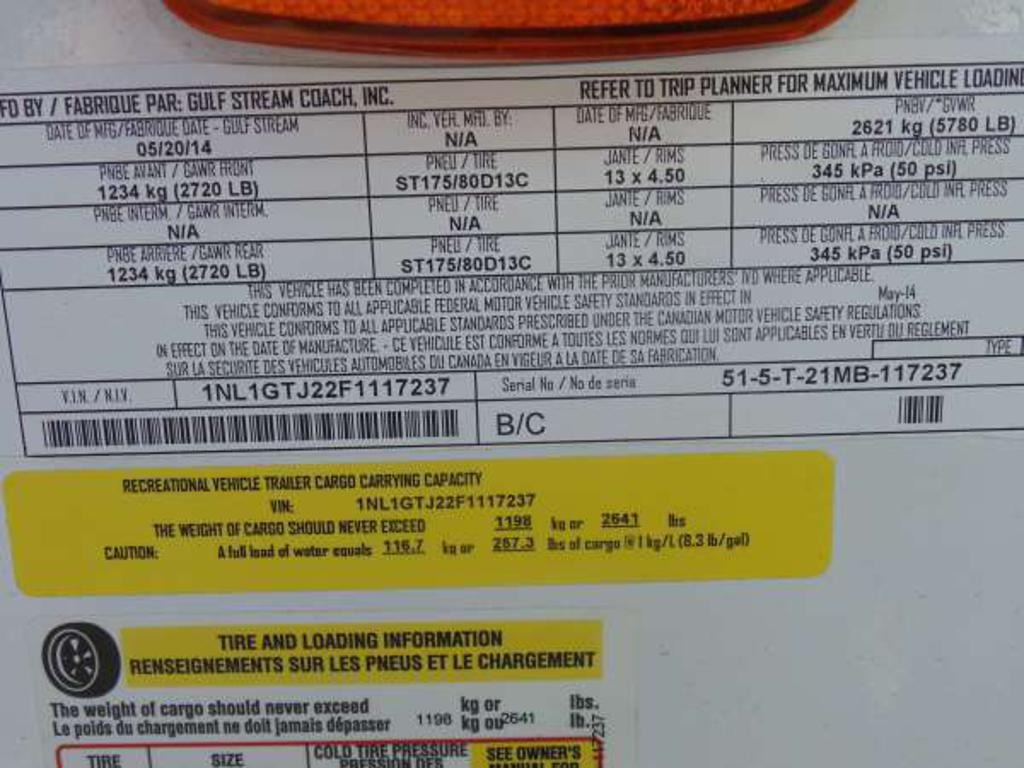 FD BY / FABRIQUE PAR: GULF STREAM COACH, INC. REFER TO TRIP PLANNER FOR MAXIMUM VEHICLE LOADING
DATE OF MFG/FABRIQUE DATE - GULF STREAM INC. VEH. MFD. BY: DATE OF MFG/FABRIQUE PNBV/*GVWR
05/20/14 N/A N/A 2621 kg (5780 LB)
PNBE AVANT / GAWR FRONT PNEU / TIRE JANTE / RIMS PRESS DE GONFL A FROID/COLD INFL PRESS
1234 kg (2720 LB) ST175/80D13C 13 x 4.50 345 kPa (50 psi)
PNBE INTERM. / GAWR INTERM. PNEU / TIRE JANTE / RIMS PRESS DE GONFL A FROID/COLD INFL PRESS
N/A N/A N/A N/A
PNBE ARRIERE /GAWR REAR PNEU / TIRE JANTE / RIMS PRESS DE GONFL A FROID/COLD INFL PRESS
1234 kg (2720 LB) ST175/80D13C 13 x 4.50 345 kPa (50 psi)
THIS VEHICLE HAS BEEN COMPLETED IN ACCORDANCE WITH THE PRIOR MANUFACTURERS' IVD WHERE APPLICABLE.
THIS VEHICLE CONFORMS TO ALL APPLICABLE FEDERAL MOTOR VEHICLE SAFETY STANDARDS IN EFFECT IN May-14
THIS VEHICLE CONFORMS TO ALL APPLICABLE STANDARDS PRESCRIBED UNDER THE CANADIAN MOTOR VEHICLE SAFETY REGULATIONS
IN EFFECT ON THE DATE OF MANUFACTURE. - CE VEHICULE EST CONFORME A TOUTES LES NORMES QUI LUI SONT APPLICABLES EN VERTU DU REGLEMENT
SUR LA SECURITE DES VEHICULES AUTOMOBILES DU CANADA EN VIGEUR A LA DATE DE SA FABRICATION. TYPE
V.I.N. / N.I.V. 1NL1GTJ22F1117237 Serial No / No de serie 51-5-T-21MB-117237
B/C
RECREATIONAL VEHICLE TRAILER CARGO CARRYING CAPACITY
VIN: 1NL1GTJ22F1117237
THE WEIGHT OF CARGO SHOULD NEVER EXCEED 1198 kg or 2641 lbs
CAUTION: A full load of water equals 116.7 kg or 257.3 lbs of cargo @ 1 kg/L (8.3 lb/gal)
TIRE AND LOADING INFORMATION
RENSEIGNEMENTS SUR LES PNEUS ET LE CHARGEMENT
The weight of cargo should never exceed kg or lbs.
Le poids du chargement ne doit jamais dépasser 1198 kg ou 2641 lb.
TIRE SIZE COLD TIRE PRESSURE SEE OWNER'S
PRESSION DES MANUAL FOR